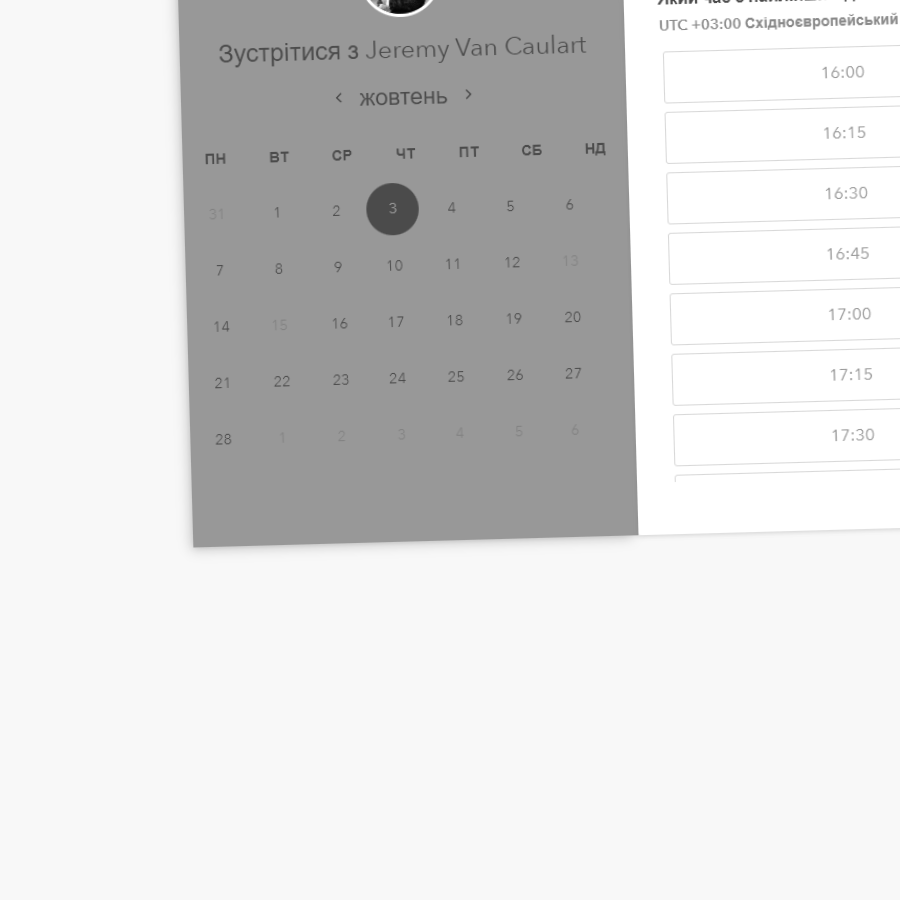 Зустрітися з Jeremy Van Caulart
‹ жовтень ›
ПН ВТ СР ЧТ ПТ СБ НД
31 1 2 3 4 5 6
7 8 9 10 11 12 13
14 15 16 17 18 19 20
21 22 23 24 25 26 27
28 1 2 3 4 5 6
UTC +03:00 Східноєвропейський
16:00
16:15
16:30
16:45
17:00
17:15
17:30